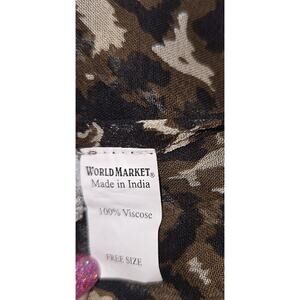 WORLD MARKET®
Made in India
100% Viscose
FREE SIZE